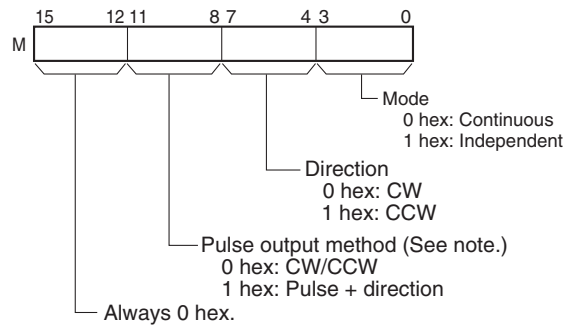 15 12 11 8 7 4 3 0
M
Mode
0 hex: Continuous
1 hex: Independent
Direction
0 hex: CW
1 hex: CCW
Pulse output method (See note.)
0 hex: CW/CCW
1 hex: Pulse + direction
Always 0 hex.